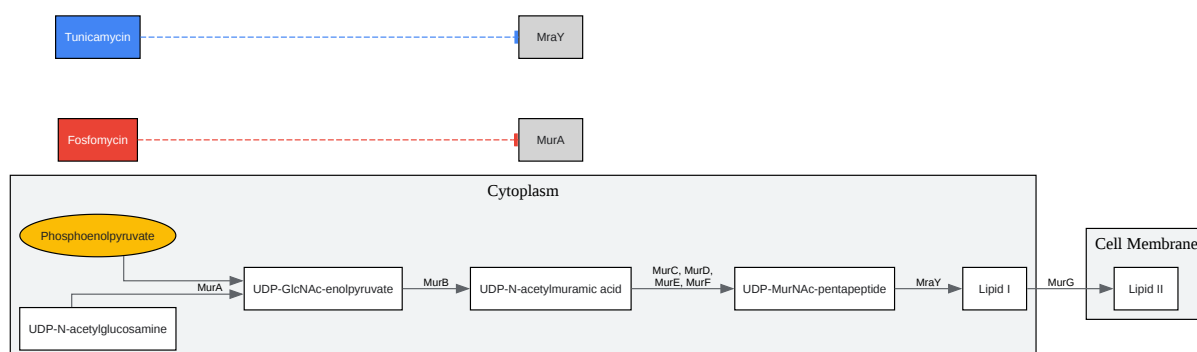 Tunicamycin
MraY
Fosfomycin
MurA
Cytoplasm
Phosphoenolpyruvate
MurA
UDP-N-acetylglucosamine
UDP-GlcNAc-enolpyruvate
MurB
UDP-N-acetylmuramic acid
MurC, MurD,
MurE, MurF
UDP-MurNAc-pentapeptide
MraY
Lipid I
MurG
Cell Membrane
Lipid II